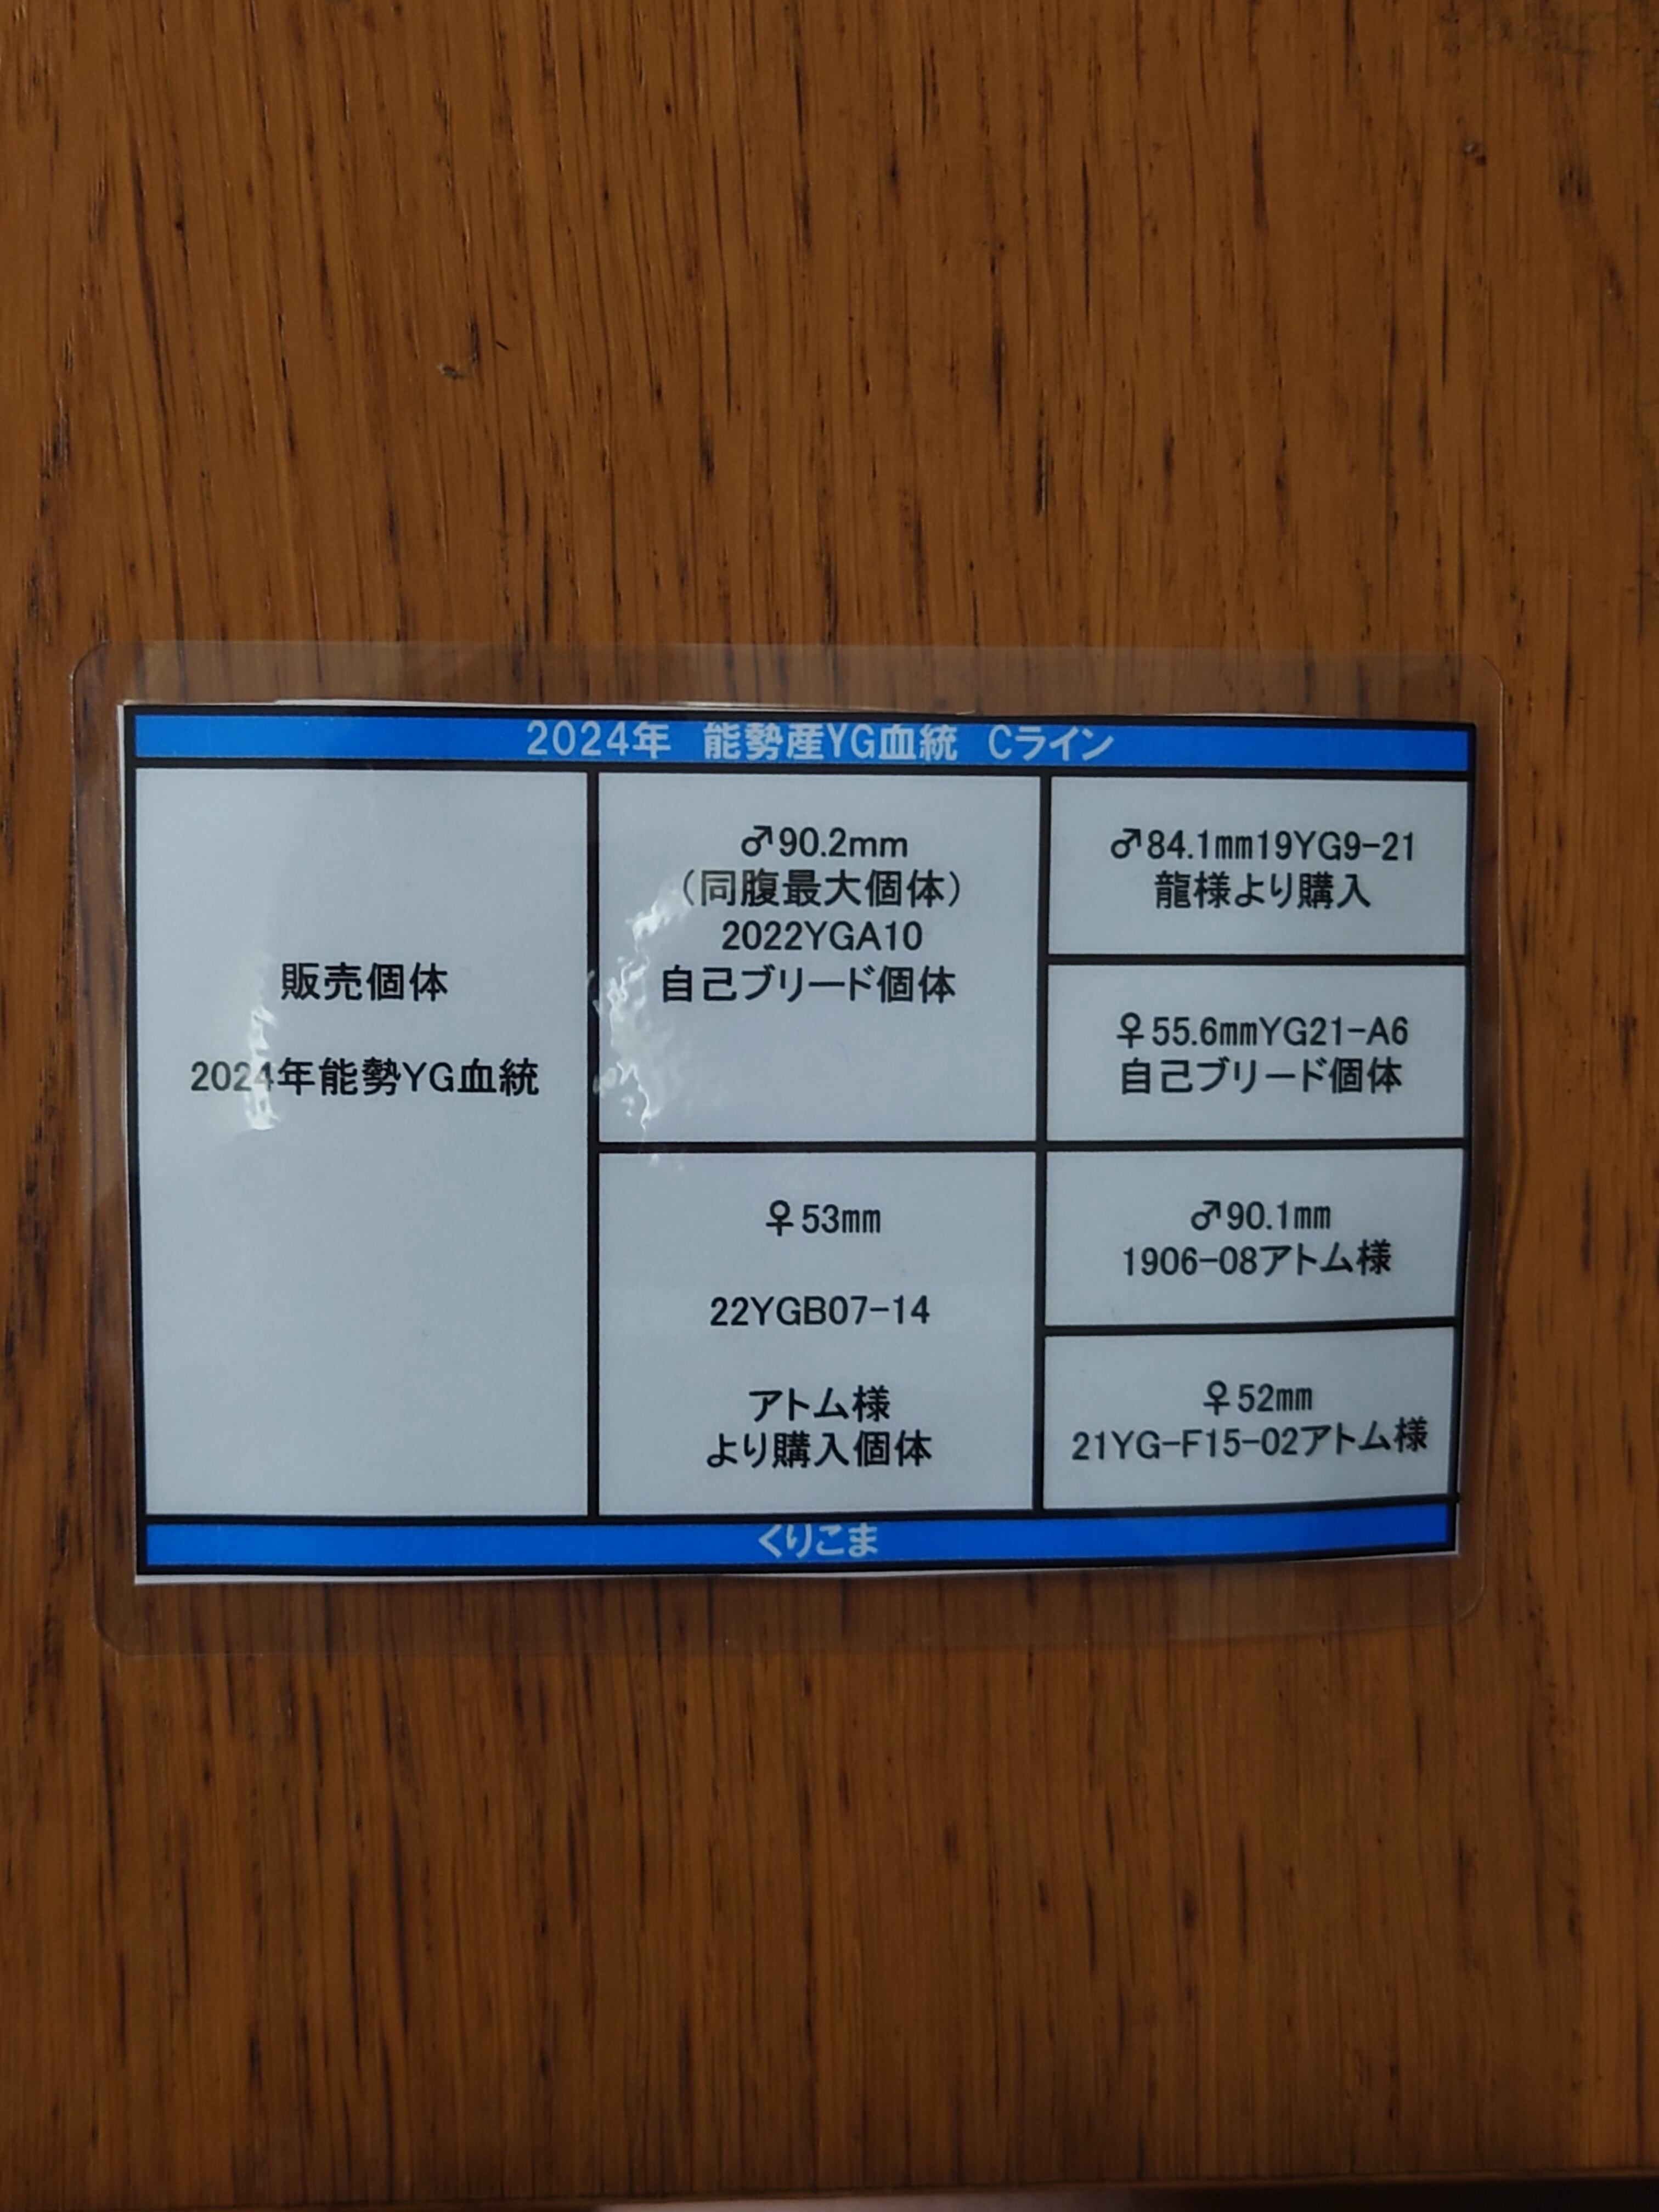 2024年　能勢産YG血統　Cライン
販売個体
2024年能勢YG血統
♂90.2mm
（同腹最大個体）
2022YGA10
自己ブリード個体
♀53㎜
22YGB07-14
アトム様
より購入個体
♂84.1㎜19YG9-21
龍様より購入
♀55.6㎜YG21-A6
自己ブリード個体
♂90.1㎜
1906-08アトム様
♀52㎜
21YG-F15-02アトム様
くりこま